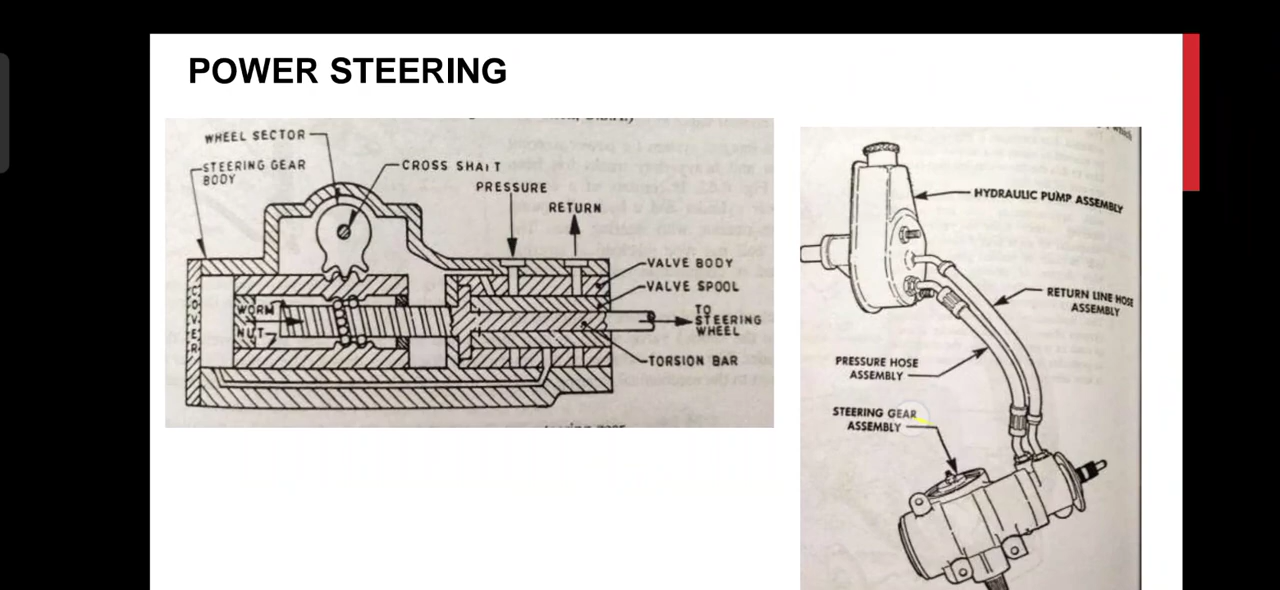 POWER STEERING
WHEEL SECTOR
STEERING GEAR
BODY
CROSS SHAFT
PRESSURE
RETURN
VALVE BODY
VALVE SPOOL
TO
STEERING
WHEEL
TORSION BAR
COVER
WORM
NUT
which
HYDRAULIC PUMP ASSEMBLY
RETURN LINE HOSE
ASSEMBLY
PRESSURE HOSE
ASSEMBLY
STEERING GEAR
ASSEMBLY